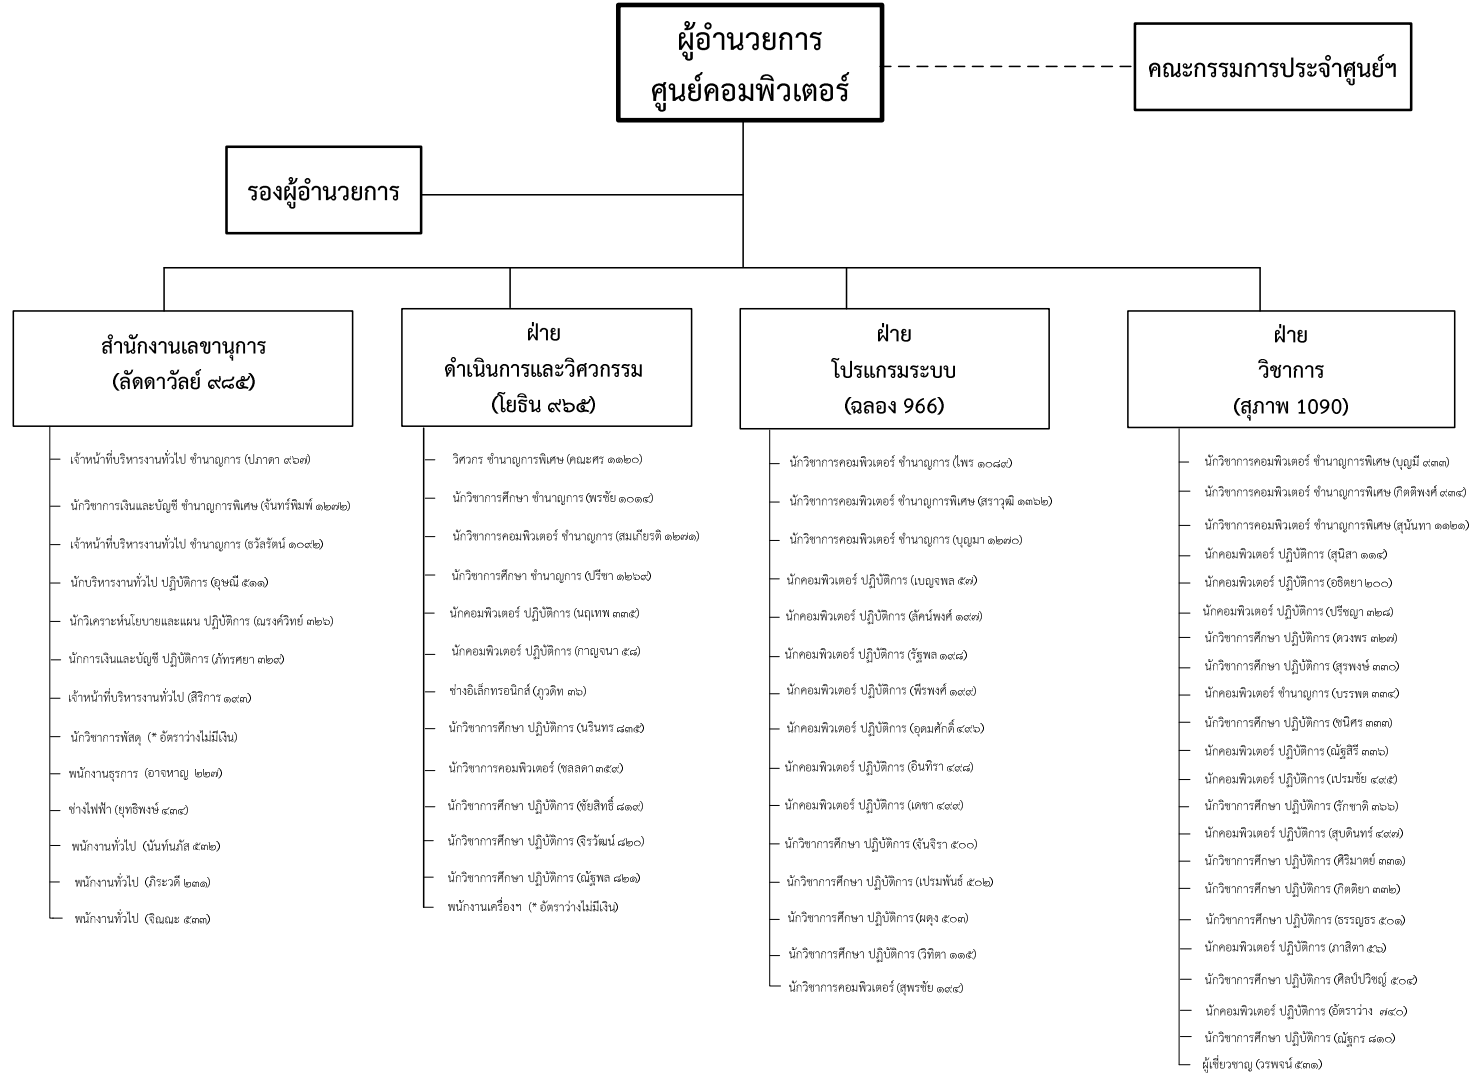 ผู้อำนวยการ
ศูนย์คอมพิวเตอร์
คณะกรรมการประจำศูนย์ฯ
รองผู้อำนวยการ
สำนักงานเลขานุการ
(ลัดดาวัลย์ ๙๘๕)
เจ้าหน้าที่บริหารงานทั่วไป ชำนาญการ (ปภาดา ๙๖๗)
นักวิชาการเงินและบัญชี ชำนาญการพิเศษ (จันทร์พิมพ์ ๑๒๗๒)
เจ้าหน้าที่บริหารงานทั่วไป ชำนาญการ (ธวัลรัตน์ ๑๐๙๒)
นักบริหารงานทั่วไป ปฏิบัติการ (อุษณี ๕๑๑)
นักวิเคราะห์นโยบายและแผน ปฏิบัติการ (ณรงค์วิทย์ ๓๒๖)
นักการเงินและบัญชี ปฏิบัติการ (ภัทรศยา ๓๒๙)
เจ้าหน้าที่บริหารงานทั่วไป (สิริการ ๑๙๓)
นักวิชาการพัสดุ (* อัตราว่างไม่มีเงิน)
พนักงานธุรการ (อาจหาญ ๒๒๗)
ช่างไฟฟ้า (ยุทธิพงษ์ ๔๓๔)
พนักงานทั่วไป (นันท์นภัส ๕๓๒)
พนักงานทั่วไป (ภิระวดี ๒๓๑)
พนักงานทั่วไป (จิณณะ ๕๓๓)
ฝ่าย
ดำเนินการและวิศวกรรม
(โยธิน ๙๖๕)
วิศวกร ชำนาญการพิเศษ (คณะศร ๑๑๒๐)
นักวิชาการศึกษา ชำนาญการ (พรชัย ๑๐๑๔)
นักวิชาการคอมพิวเตอร์ ชำนาญการ (สมเกียรติ ๑๒๗๑)
นักวิชาการศึกษา ชำนาญการ (ปรีชา ๑๒๖๙)
นักคอมพิวเตอร์ ปฏิบัติการ (นฤเทพ ๓๓๕)
นักคอมพิวเตอร์ ปฏิบัติการ (กาญจนา ๕๘)
ช่างอิเล็กทรอนิกส์ (ภูวดิท ๓๖)
นักวิชาการศึกษา ปฏิบัติการ (นรินทร ๘๓๕)
นักวิชาการคอมพิวเตอร์ (ชลลดา ๓๕๙)
นักวิชาการศึกษา ปฏิบัติการ (ชัยสิทธิ์ ๘๑๙)
นักวิชาการศึกษา ปฏิบัติการ (จิรวัฒน์ ๘๒๐)
นักวิชาการศึกษา ปฏิบัติการ (ณัฐพล ๘๒๑)
พนักงานเครื่องฯ (* อัตราว่างไม่มีเงิน)
ฝ่าย
โปรแกรมระบบ
(ฉลอง 966)
นักวิชาการคอมพิวเตอร์ ชำนาญการ (ไพร ๑๐๘๙)
นักวิชาการคอมพิวเตอร์ ชำนาญการพิเศษ (สราวุฒิ ๑๓๖๒)
นักวิชาการคอมพิวเตอร์ ชำนาญการ (บุญมา ๑๒๗๐)
นักคอมพิวเตอร์ ปฏิบัติการ (เบญจพล ๕๗)
นักคอมพิวเตอร์ ปฏิบัติการ (ลัคน์พงศ์ ๑๙๗)
นักคอมพิวเตอร์ ปฏิบัติการ (รัฐพล ๑๙๘)
นักคอมพิวเตอร์ ปฏิบัติการ (พีรพงศ์ ๑๙๙)
นักคอมพิวเตอร์ ปฏิบัติการ (อุดมศักดิ์ ๔๙๖)
นักคอมพิวเตอร์ ปฏิบัติการ (อินทิรา ๔๙๘)
นักคอมพิวเตอร์ ปฏิบัติการ (เดชา ๔๙๙)
นักวิชาการศึกษา ปฏิบัติการ (จันจิรา ๕๐๐)
นักวิชาการศึกษา ปฏิบัติการ (เปรมพันธ์ ๕๐๒)
นักวิชาการศึกษา ปฏิบัติการ (ผดุง ๕๐๓)
นักวิชาการศึกษา ปฏิบัติการ (วิทิตา ๑๑๕)
นักวิชาการคอมพิวเตอร์ (สุพรชัย ๑๙๔)
ฝ่าย
วิชาการ
(สุภาพ 1090)
นักวิชาการคอมพิวเตอร์ ชำนาญการพิเศษ (บุญมี ๙๓๓)
นักวิชาการคอมพิวเตอร์ ชำนาญการพิเศษ (กิตติพงศ์ ๙๓๔)
นักวิชาการคอมพิวเตอร์ ชำนาญการพิเศษ (สุนันทา ๑๑๒๑)
นักคอมพิวเตอร์ ปฏิบัติการ (สุนิสา ๑๑๔)
นักคอมพิวเตอร์ ปฏิบัติการ (อธิตยา ๒๐๐)
นักคอมพิวเตอร์ ปฏิบัติการ (ปรีชญา ๓๒๘)
นักวิชาการศึกษา ปฏิบัติการ (ดวงพร ๓๒๗)
นักวิชาการศึกษา ปฏิบัติการ (สุรพงษ์ ๓๓๐)
นักคอมพิวเตอร์ ชำนาญการ (บรรพต ๓๓๔)
นักวิชาการศึกษา ปฏิบัติการ (ชนิศร ๓๓๓)
นักคอมพิวเตอร์ ปฏิบัติการ (ณัฐสิรี ๓๓๖)
นักคอมพิวเตอร์ ปฏิบัติการ (เปรมชัย ๔๙๕)
นักวิชาการศึกษา ปฏิบัติการ (รักชาติ ๓๖๖)
นักคอมพิวเตอร์ ปฏิบัติการ (สุบดินทร์ ๔๙๗)
นักวิชาการศึกษา ปฏิบัติการ (ศิริมาตย์ ๓๓๑)
นักวิชาการศึกษา ปฏิบัติการ (กิตติยา ๓๓๒)
นักวิชาการศึกษา ปฏิบัติการ (ธรรญธร ๕๐๑)
นักคอมพิวเตอร์ ปฏิบัติการ (ภาสิตา ๕๖)
นักวิชาการศึกษา ปฏิบัติการ (ศิลป์ปวิชญ์ ๕๐๔)
นักคอมพิวเตอร์ ปฏิบัติการ (อัตราว่าง ๗๔๐)
นักวิชาการศึกษา ปฏิบัติการ (ณัฐกร ๘๑๐)
ผู้เชี่ยวชาญ (วรพจน์ ๕๓๑)